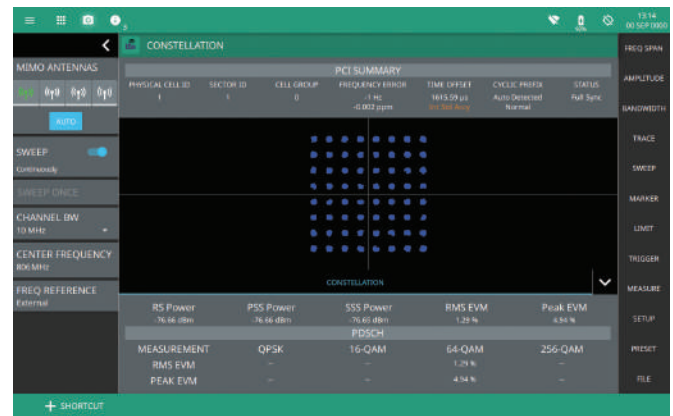 13:14
00 SEP 0000
CONSTELLATION
FREQ SPAN
MIMO ANTENNAS
PCI SUMMARY
AMPLITUDE
PHYSICAL CELL ID SECTOR ID CELL GROUP FREQUENCY ERROR TIME OFFSET CYCLIC PREFIX STATUS
1 1 0 -1 Hz 1615.59 µs Auto Detected Full Sync
-0.002 ppm Normal
BANDWIDTH
AUTO
TRACE
SWEEP
Continuously
SWEEP
SWEEP ONCE
MARKER
CHANNEL BW
10 MHz
LIMIT
CENTER FREQUENCY
806 MHz
TRIGGER
CONSTELLATION
MEASURE
FREQ REFERENCE
External
RS Power PSS Power SSS Power RMS EVM Peak EVM
-76.66 dBm -76.66 dBm -76.65 dBm 1.29 % 4.94 %
SETUP
PDSCH
MEASUREMENT QPSK 16-QAM 64-QAM 256-QAM
PRESET
RMS EVM -- -- 1.29 % --
PEAK EVM -- -- 4.94 % --
FILE
+ SHORTCUT